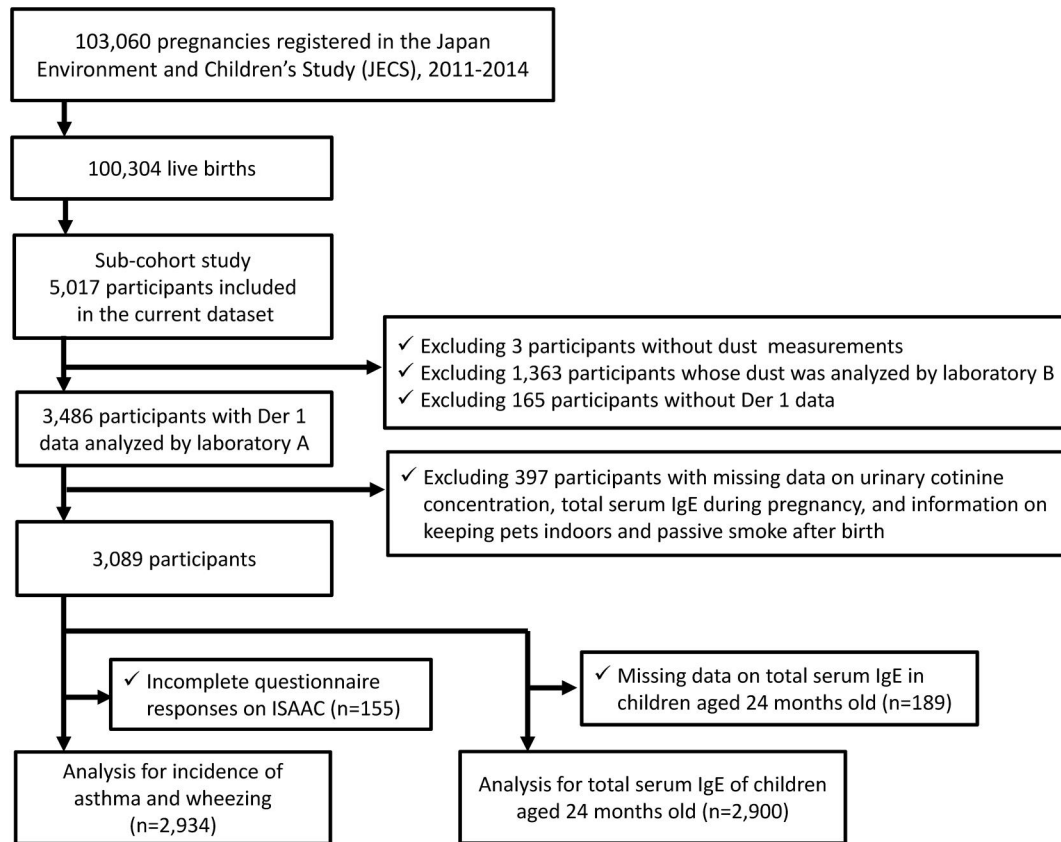 103,060 pregnancies registered in the Japan
Environment and Children’s Study (JECS), 2011-2014
100,304 live births
Sub-cohort study
5,017 participants included
in the current dataset
✓ Excluding 3 participants without dust measurements
✓ Excluding 1,363 participants whose dust was analyzed by laboratory B
✓ Excluding 165 participants without Der 1 data
3,486 participants with Der 1
data analyzed by laboratory A
✓ Excluding 397 participants with missing data on urinary cotinine
concentration, total serum IgE during pregnancy, and information on
keeping pets indoors and passive smoke after birth
3,089 participants
✓ Incomplete questionnaire
responses on ISAAC (n=155)
✓ Missing data on total serum IgE in
children aged 24 months old (n=189)
Analysis for incidence of
asthma and wheezing
(n=2,934)
Analysis for total serum IgE of children
aged 24 months old (n=2,900)